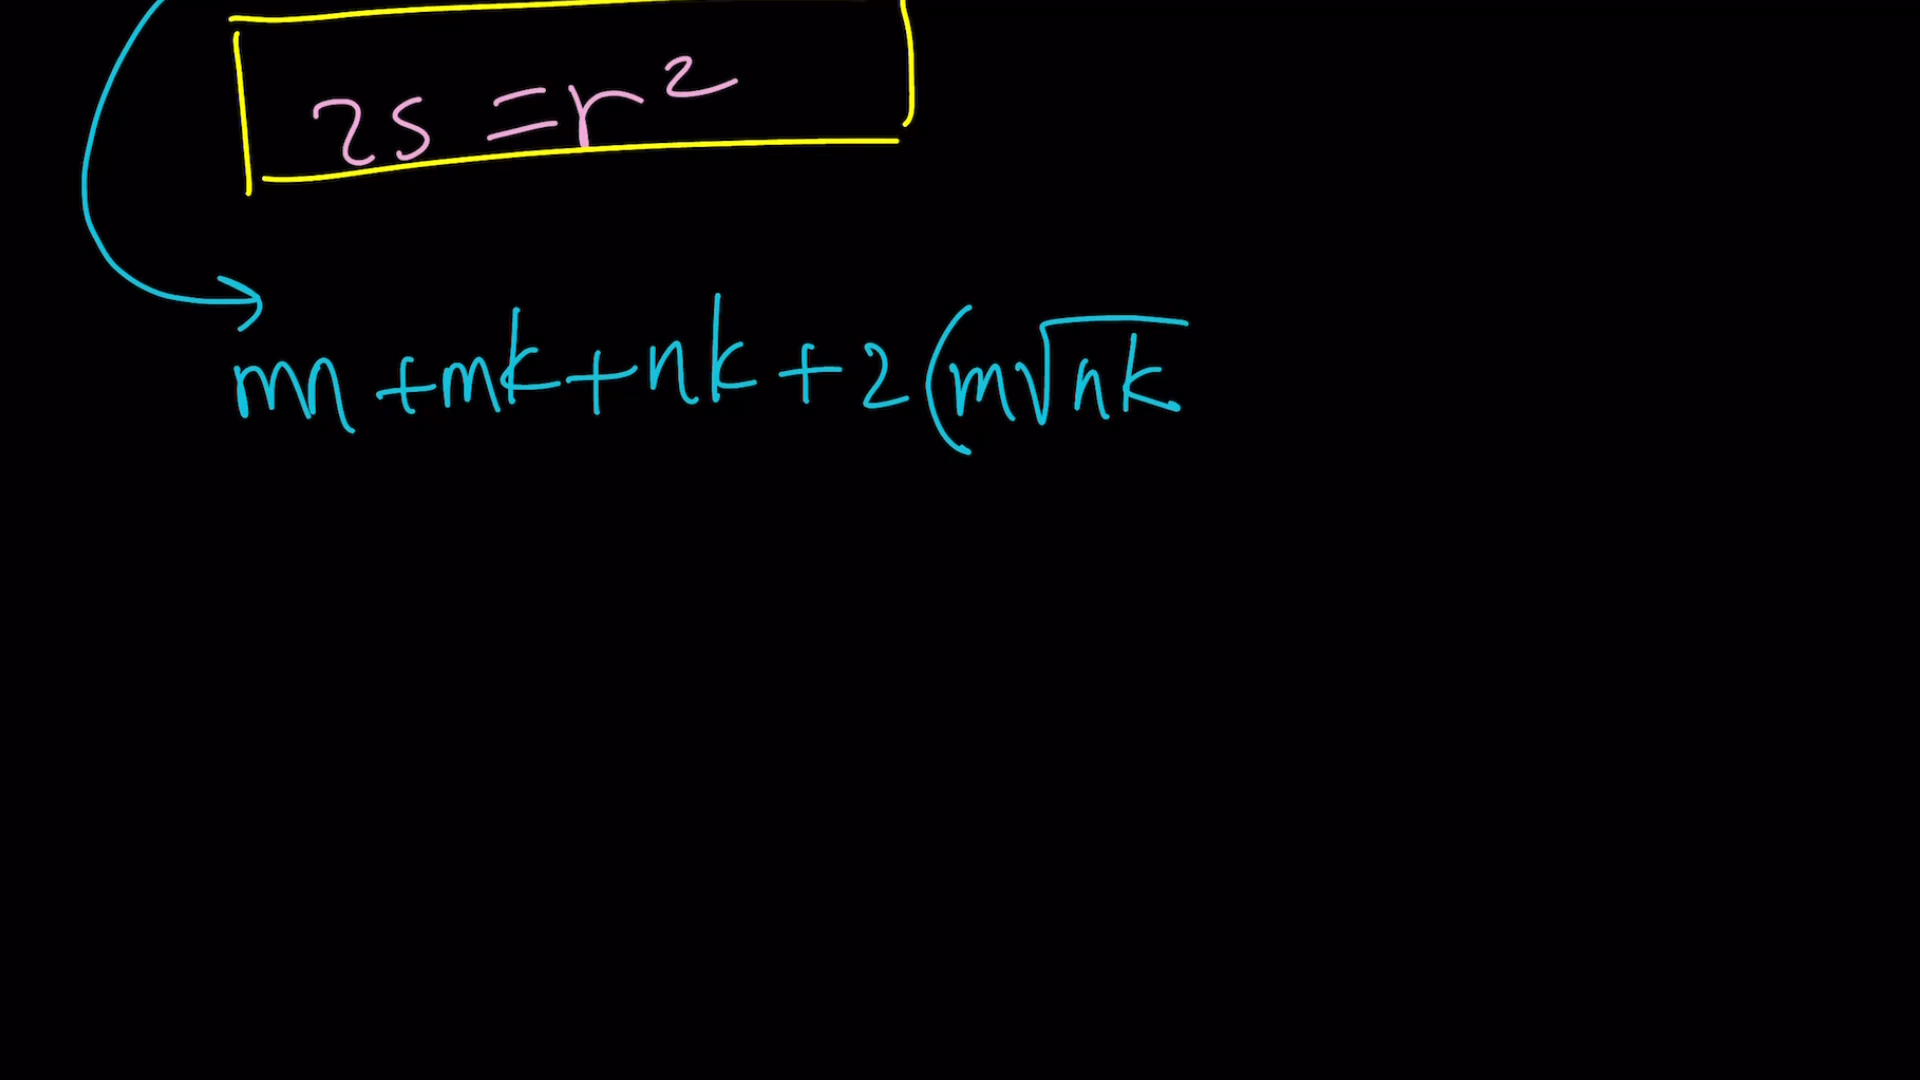 2s = r²
mn + mk + nk + 2(m√nk